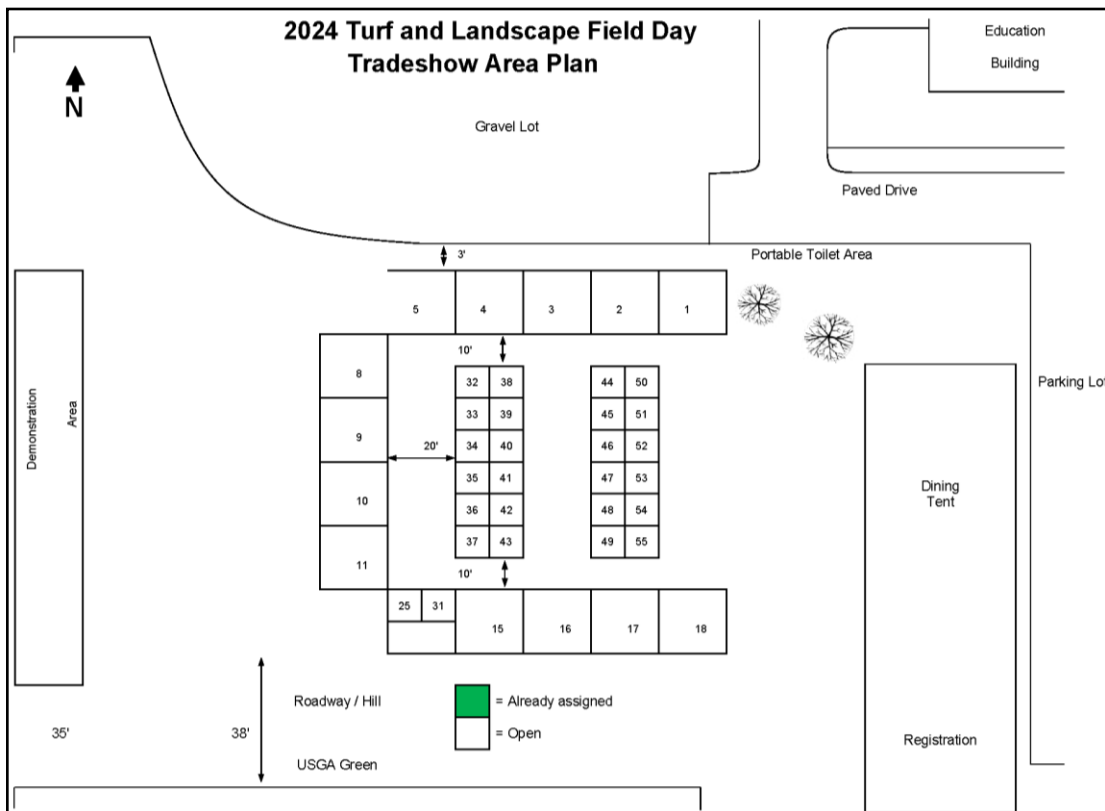 2024 Turf and Landscape Field Day
Tradeshow Area Plan
Education
Building
N
Gravel Lot
Paved Drive
3'
Portable Toilet Area
5 4 3 2 1
10'
8
32 38 44 50
Parking Lot
33 39 45 51
Demonstration
Area
9
20'
34 40 46 52
35 41 47 53
Dining
Tent
10
36 42 48 54
37 43 49 55
11
10'
25 31
15 16 17 18
Roadway / Hill
= Already assigned
35'
38'
= Open
Registration
USGA Green